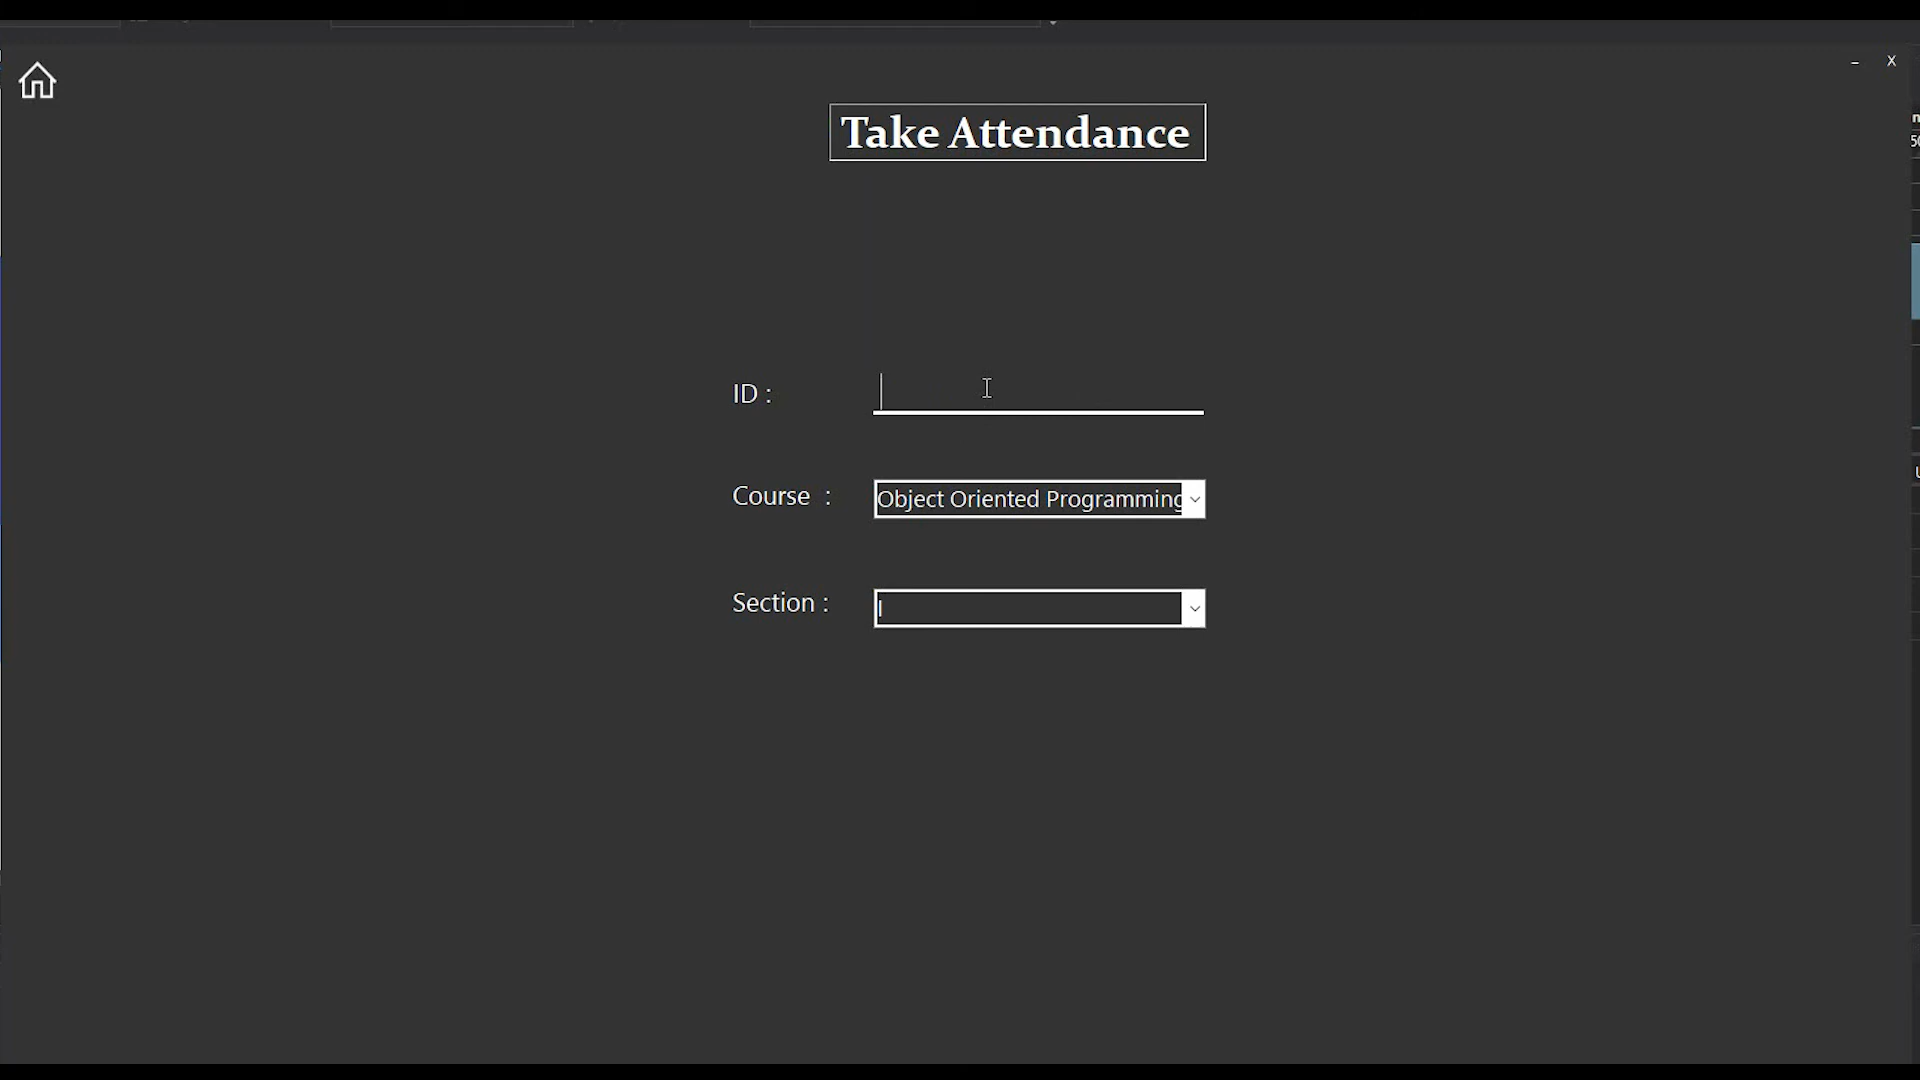 _ X
Take Attendance
ID :
Course :
Object Oriented Programming
Section :
I